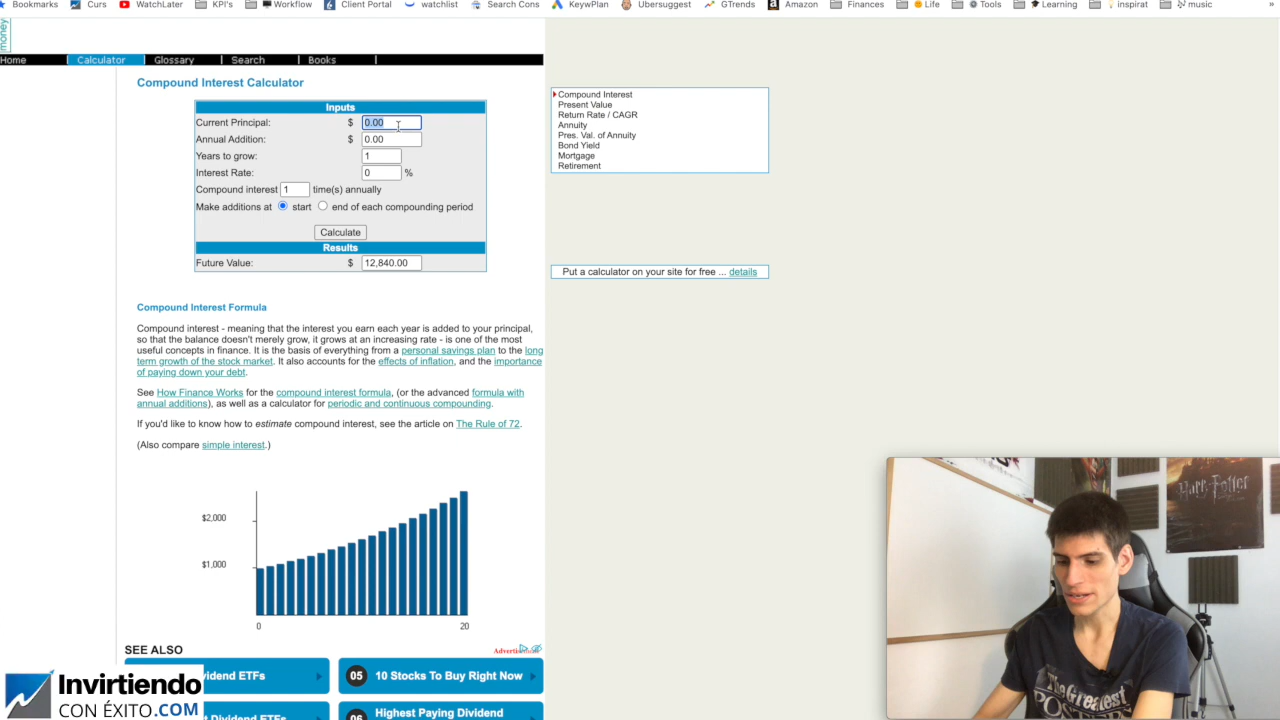 Bookmarks Curs WatchLater KPI's Workflow Client Portal watchlist Search Cons KeywPlan Ubersuggest GTrends Amazon Finances Life Tools Learning inspirat music »
money
Home Calculator Glossary Search Books
Compound Interest Calculator
Inputs
Current Principal: $ 0.00
Annual Addition: $ 0.00
Years to grow: 1
Interest Rate: 0 %
Compound interest 1 time(s) annually
Make additions at start end of each compounding period
Calculate
Results
Future Value: $ 12,840.00
Compound Interest
Present Value
Return Rate / CAGR
Annuity
Pres. Val. of Annuity
Bond Yield
Mortgage
Retirement
Put a calculator on your site for free ... details
Compound Interest Formula
Compound interest - meaning that the interest you earn each year is added to your principal,
so that the balance doesn't merely grow, it grows at an increasing rate - is one of the most
useful concepts in finance. It is the basis of everything from a personal savings plan to the long
term growth of the stock market. It also accounts for the effects of inflation, and the importance
of paying down your debt.
See How Finance Works for the compound interest formula, (or the advanced formula with
annual additions), as well as a calculator for periodic and continuous compounding.
If you'd like to know how to estimate compound interest, see the article on The Rule of 72.
(Also compare simple interest.)
$2,000
$1,000
0 20
SEE ALSO
vidend ETFs
05 10 Stocks To Buy Right Now
t Dividend ETFs
06 Highest Paying Dividend
Invirtiendo
CON ÉXITO.COM
Harry Potter
The Greatest